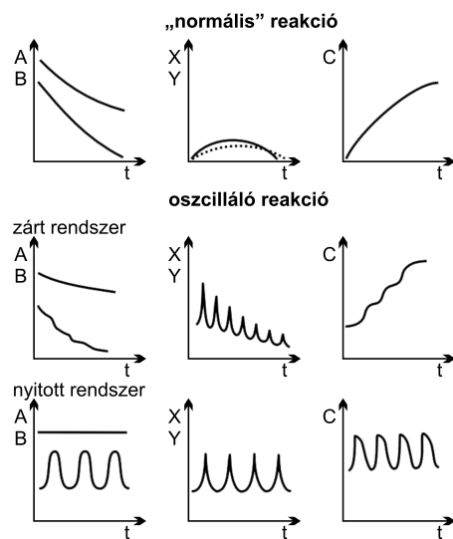 „normális” reakció
A
B
t
X
Y
t
C
t
oszcilláló reakció
zárt rendszer
A
B
t
X
Y
t
C
t
nyitott rendszer
A
B
t
X
Y
t
C
t